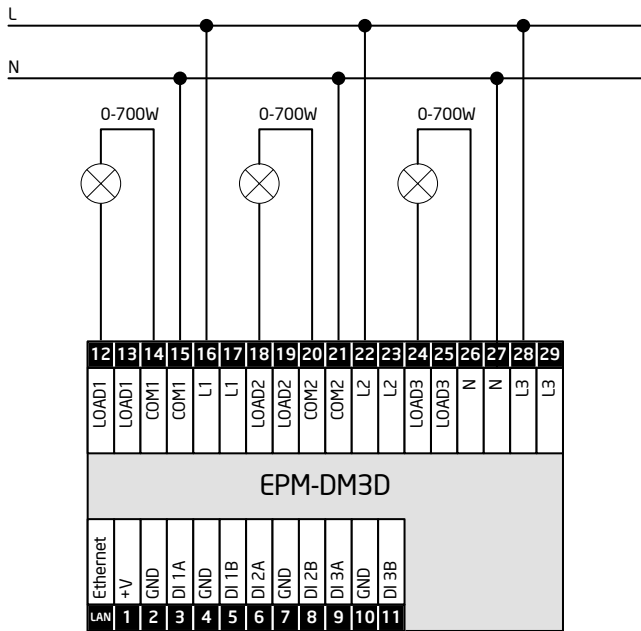 L
N
0-700W 0-700W 0-700W
12 13 14 15 16 17 18 19 20 21 22 23 24 25 26 27 28 29
LOAD1 LOAD1 COM1 COM1 L1 L1 LOAD2 LOAD2 COM2 COM2 L2 L2 LOAD3 LOAD3 N N L3 L3
EPM-DM3D
Ethernet +V GND DI 1A GND DI 1B DI 2A GND DI 2B DI 3A GND DI 3B
LAN 1 2 3 4 5 6 7 8 9 10 11